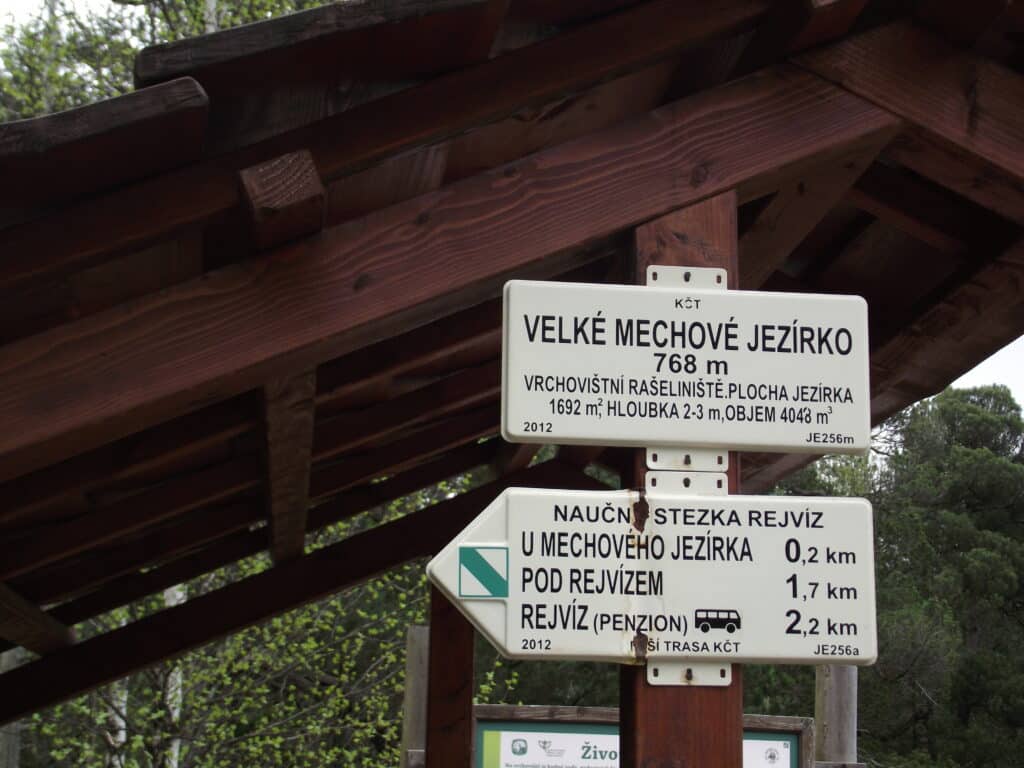 KČT
VELKÉ MECHOVÉ JEZÍRKO
768 m
VRCHOVIŠTNÍ RAŠELINIŠTĚ.PLOCHA JEZÍRKA
1692 m², HLOUBKA 2-3 m,OBJEM 4048 m³
2012 JE256m
NAUČN STEZKA REJVÍZ
U MECHOVÉHO JEZÍRKA 0,2 km
POD REJVÍZEM 1,7 km
REJVÍZ (PENZION) 2,2 km
2012 PĚŠÍ TRASA KČT JE256a
Živo